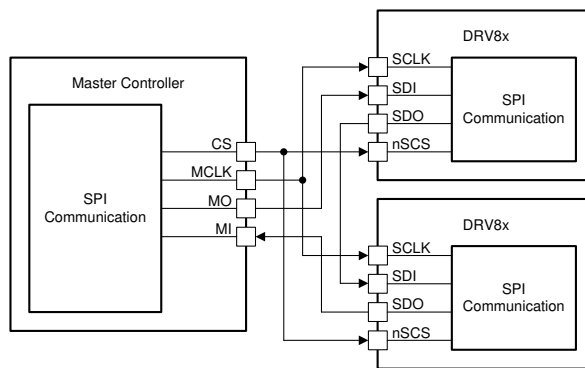 Master Controller
SPI
Communication
CS
MCLK
MO
MI
DRV8x
SCLK
SDI
SDO
nSCS
SPI
Communication
DRV8x
SCLK
SDI
SDO
nSCS
SPI
Communication